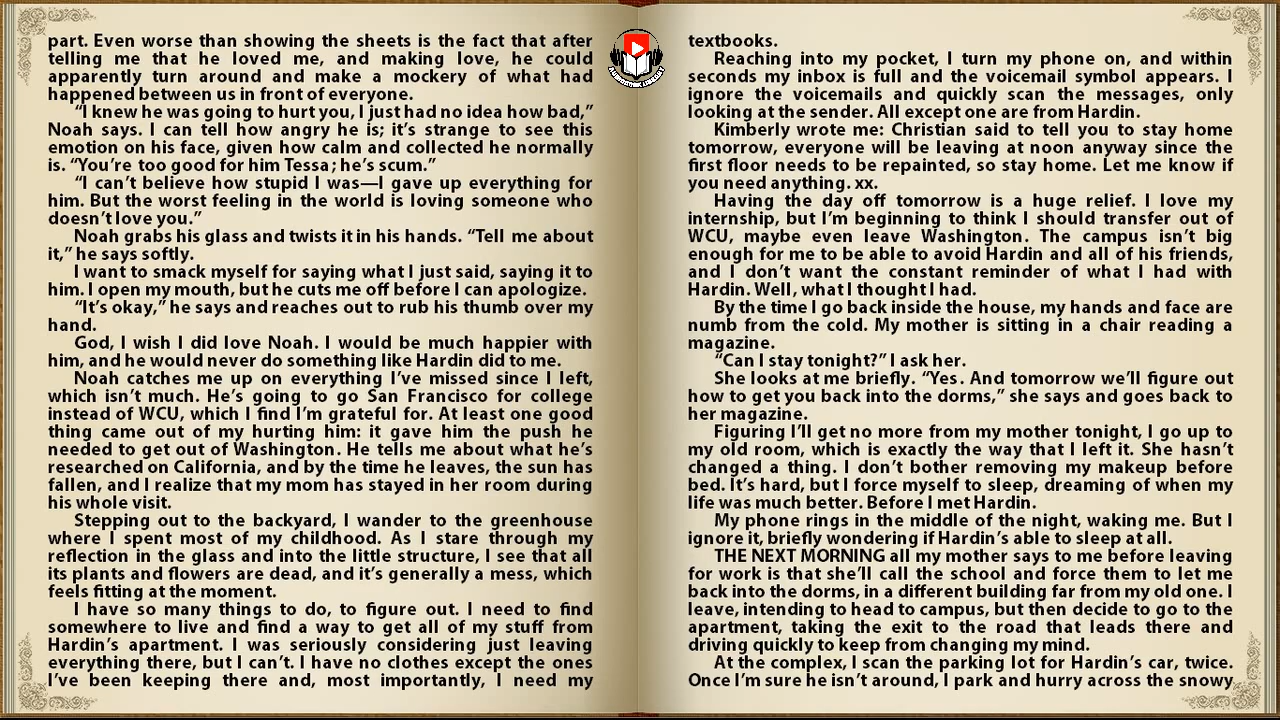 part. Even worse than showing the sheets is the fact that after
telling me that he loved me, and making love, he could
apparently turn around and make a mockery of what had
happened between us in front of everyone.
“I knew he was going to hurt you, I just had no idea how bad,”
Noah says. I can tell how angry he is; it’s strange to see this
emotion on his face, given how calm and collected he normally
is. “You’re too good for him Tessa; he’s scum.”
“I can’t believe how stupid I was—I gave up everything for
him. But the worst feeling in the world is loving someone who
doesn’t love you.”
Noah grabs his glass and twists it in his hands. “Tell me about
it,” he says softly.
I want to smack myself for saying what I just said, saying it to
him. I open my mouth, but he cuts me off before I can apologize.
“It’s okay,” he says and reaches out to rub his thumb over my
hand.
God, I wish I did love Noah. I would be much happier with
him, and he would never do something like Hardin did to me.
Noah catches me up on everything I’ve missed since I left,
which isn’t much. He’s going to go San Francisco for college
instead of WCU, which I find I’m grateful for. At least one good
thing came out of my hurting him: it gave him the push he
needed to get out of Washington. He tells me about what he’s
researched on California, and by the time he leaves, the sun has
fallen, and I realize that my mom has stayed in her room during
his whole visit.
Stepping out to the backyard, I wander to the greenhouse
where I spent most of my childhood. As I stare through my
reflection in the glass and into the little structure, I see that all
its plants and flowers are dead, and it’s generally a mess, which
feels fitting at the moment.
I have so many things to do, to figure out. I need to find
somewhere to live and find a way to get all of my stuff from
Hardin’s apartment. I was seriously considering just leaving
everything there, but I can’t. I have no clothes except the ones
I’ve been keeping there and, most importantly, I need my
textbooks.
Reaching into my pocket, I turn my phone on, and within
seconds my inbox is full and the voicemail symbol appears. I
ignore the voicemails and quickly scan the messages, only
looking at the sender. All except one are from Hardin.
Kimberly wrote me: Christian said to tell you to stay home
tomorrow, everyone will be leaving at noon anyway since the
first floor needs to be repainted, so stay home. Let me know if
you need anything. xx.
Having the day off tomorrow is a huge relief. I love my
internship, but I’m beginning to think I should transfer out of
WCU, maybe even leave Washington. The campus isn’t big
enough for me to be able to avoid Hardin and all of his friends,
and I don’t want the constant reminder of what I had with
Hardin. Well, what I thought I had.
By the time I go back inside the house, my hands and face are
numb from the cold. My mother is sitting in a chair reading a
magazine.
“Can I stay tonight?” I ask her.
She looks at me briefly. “Yes. And tomorrow we’ll figure out
how to get you back into the dorms,” she says and goes back to
her magazine.
Figuring I’ll get no more from my mother tonight, I go up to
my old room, which is exactly the way that I left it. She hasn’t
changed a thing. I don’t bother removing my makeup before
bed. It’s hard, but I force myself to sleep, dreaming of when my
life was much better. Before I met Hardin.
My phone rings in the middle of the night, waking me. But I
ignore it, briefly wondering if Hardin’s able to sleep at all.
THE NEXT MORNING all my mother says to me before leaving
for work is that she’ll call the school and force them to let me
back into the dorms, in a different building far from my old one. I
leave, intending to head to campus, but then decide to go to the
apartment, taking the exit to the road that leads there and
driving quickly to keep from changing my mind.
At the complex, I scan the parking lot for Hardin’s car, twice.
Once I’m sure he isn’t around, I park and hurry across the snowy